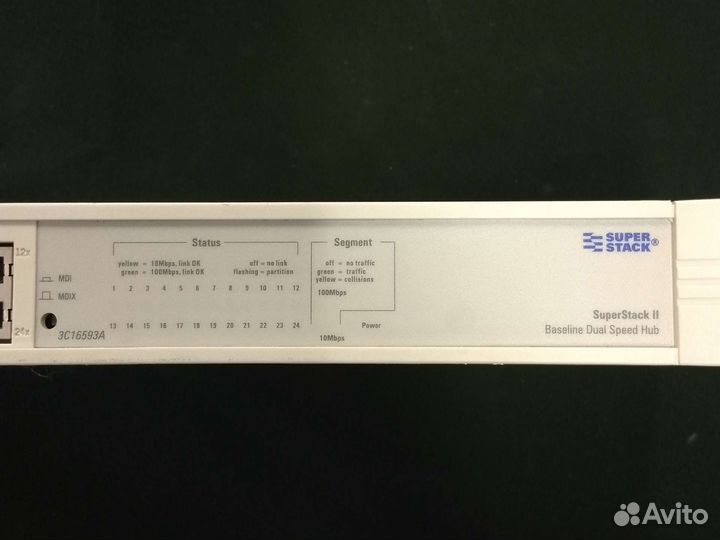 12x
24x
MDI
MDIX
3C16593A
Status
yellow = 10Mbps, link OK
green = 100Mbps, link OK
off = no link
flashing = partition
1 2 3 4 5 6 7 8 9 10 11 12
13 14 15 16 17 18 19 20 21 22 23 24
Segment
off = no traffic
green = traffic
yellow = collisions
100Mbps
Power
10Mbps
SUPER
STACK®
SuperStack II
Baseline Dual Speed Hub
Avito